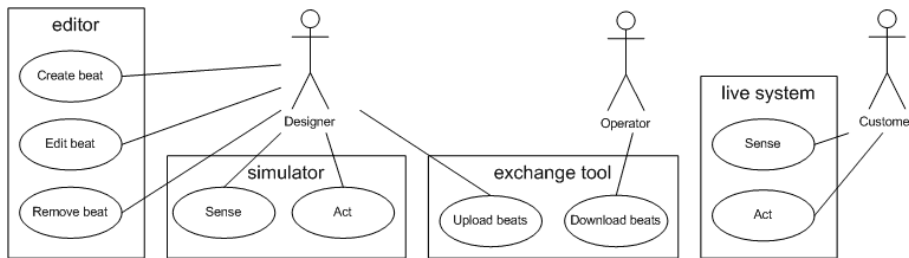 editor
Create beat
Edit beat
Remove beat
Designer
simulator
Sense
Act
Operator
exchange tool
Upload beats
Download beats
live system
Sense
Act
Custome